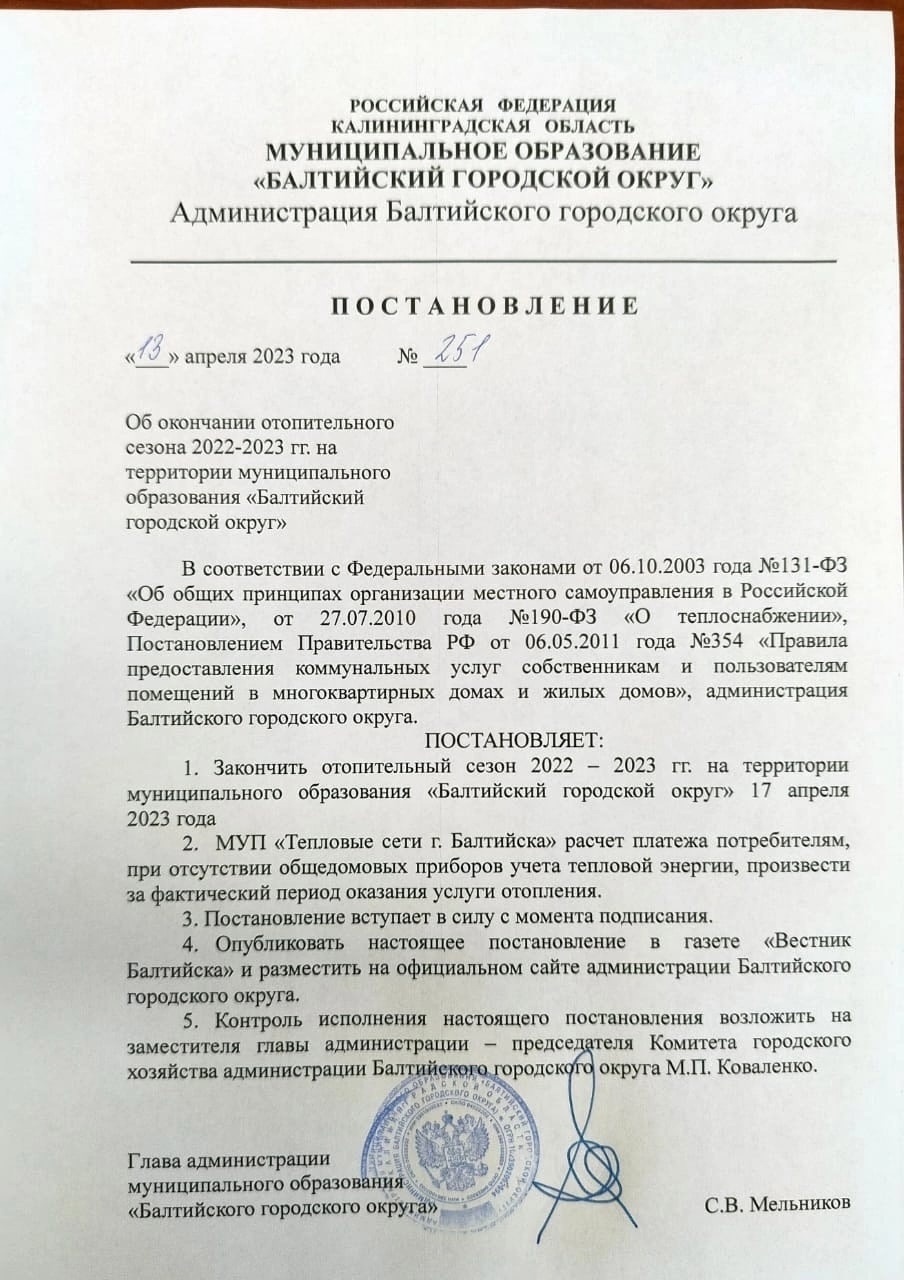 РОССИЙСКАЯ ФЕДЕРАЦИЯ
КАЛИНИНГРАДСКАЯ ОБЛАСТЬ
МУНИЦИПАЛЬНОЕ ОБРАЗОВАНИЕ
«БАЛТИЙСКИЙ ГОРОДСКОЙ ОКРУГ»
Администрация Балтийского городского округа
ПОСТАНОВЛЕНИЕ
«13» апреля 2023 года № 251
Об окончании отопительного
сезона 2022-2023 гг. на
территории муниципального
образования «Балтийский
городской округ»
В соответствии с Федеральными законами от 06.10.2003 года №131-ФЗ
«Об общих принципах организации местного самоуправления в Российской
Федерации», от 27.07.2010 года №190-ФЗ «О теплоснабжении»,
Постановлением Правительства РФ от 06.05.2011 года №354 «Правила
предоставления коммунальных услуг собственникам и пользователям
помещений в многоквартирных домах и жилых домов», администрация
Балтийского городского округа.
ПОСТАНОВЛЯЕТ:
1. Закончить отопительный сезон 2022 – 2023 гг. на территории
муниципального образования «Балтийский городской округ» 17 апреля
2023 года
2. МУП «Тепловые сети г. Балтийска» расчет платежа потребителям,
при отсутствии общедомовых приборов учета тепловой энергии, произвести
за фактический период оказания услуги отопления.
3. Постановление вступает в силу с момента подписания.
4. Опубликовать настоящее постановление в газете «Вестник
Балтийска» и разместить на официальном сайте администрации Балтийского
городского округа.
5. Контроль исполнения настоящего постановления возложить на
заместителя главы администрации – председателя Комитета городского
хозяйства администрации Балтийского городского округа М.П. Коваленко.
Глава администрации
муниципального образования
«Балтийского городского округа» С.В. Мельников